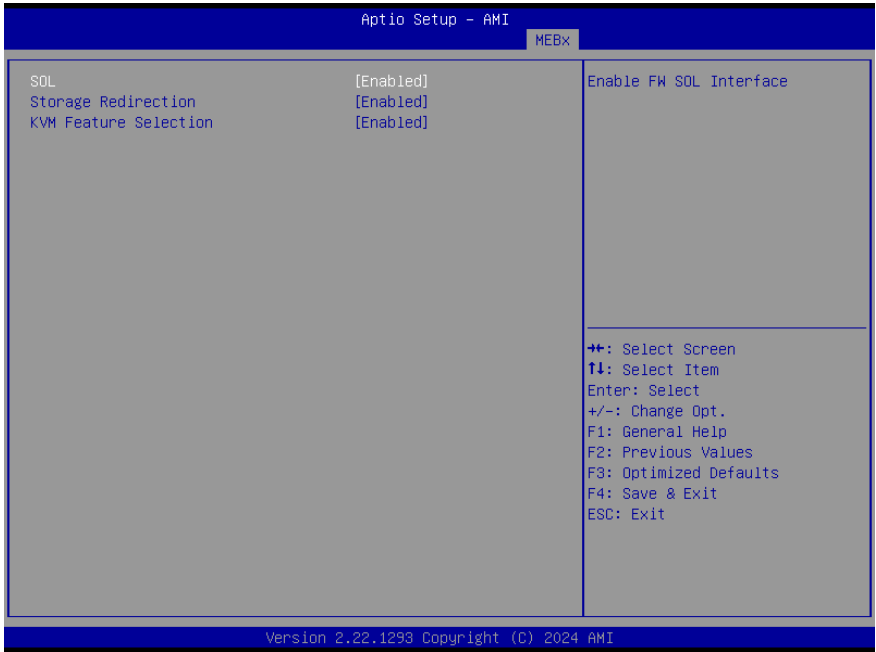 Aptio Setup – AMI
MEBx
SOL [Enabled]
Storage Redirection [Enabled]
KVM Feature Selection [Enabled]
Enable FW SOL Interface
→←: Select Screen
↑↓: Select Item
Enter: Select
+/-: Change Opt.
F1: General Help
F2: Previous Values
F3: Optimized Defaults
F4: Save & Exit
ESC: Exit
Version 2.22.1293 Copyright (C) 2024 AMI